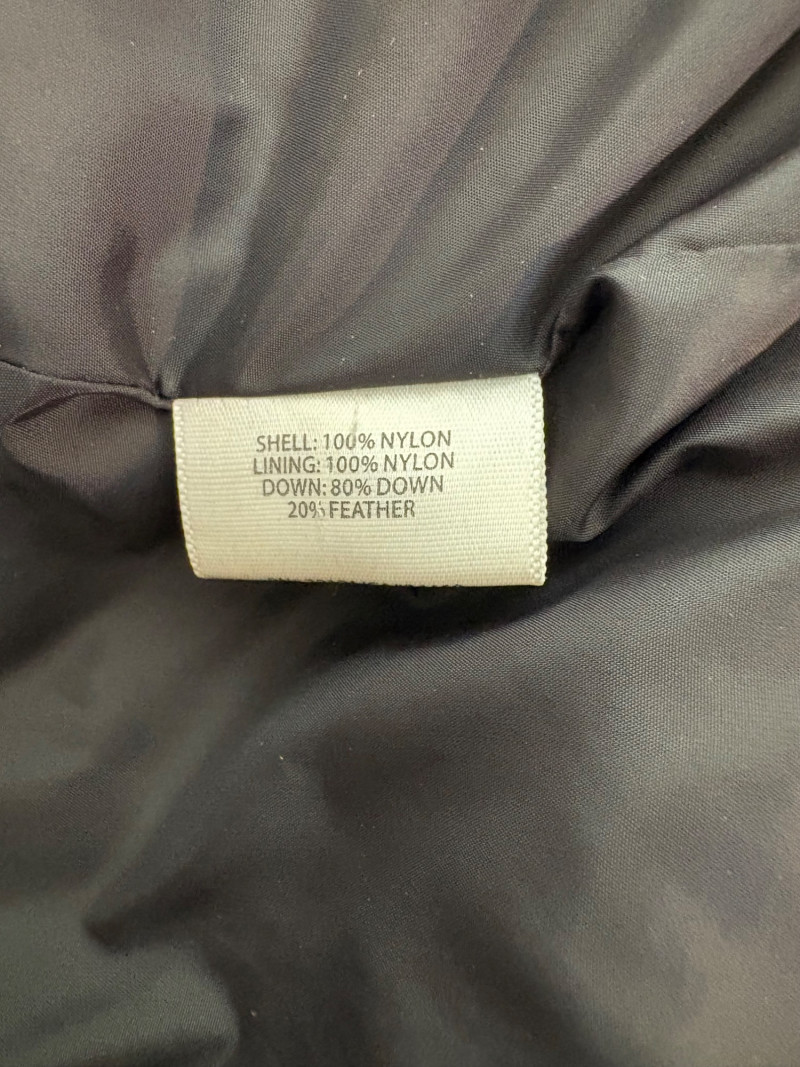 SHELL: 100% NYLON
LINING: 100% NYLON
DOWN: 80% DOWN
20% FEATHER